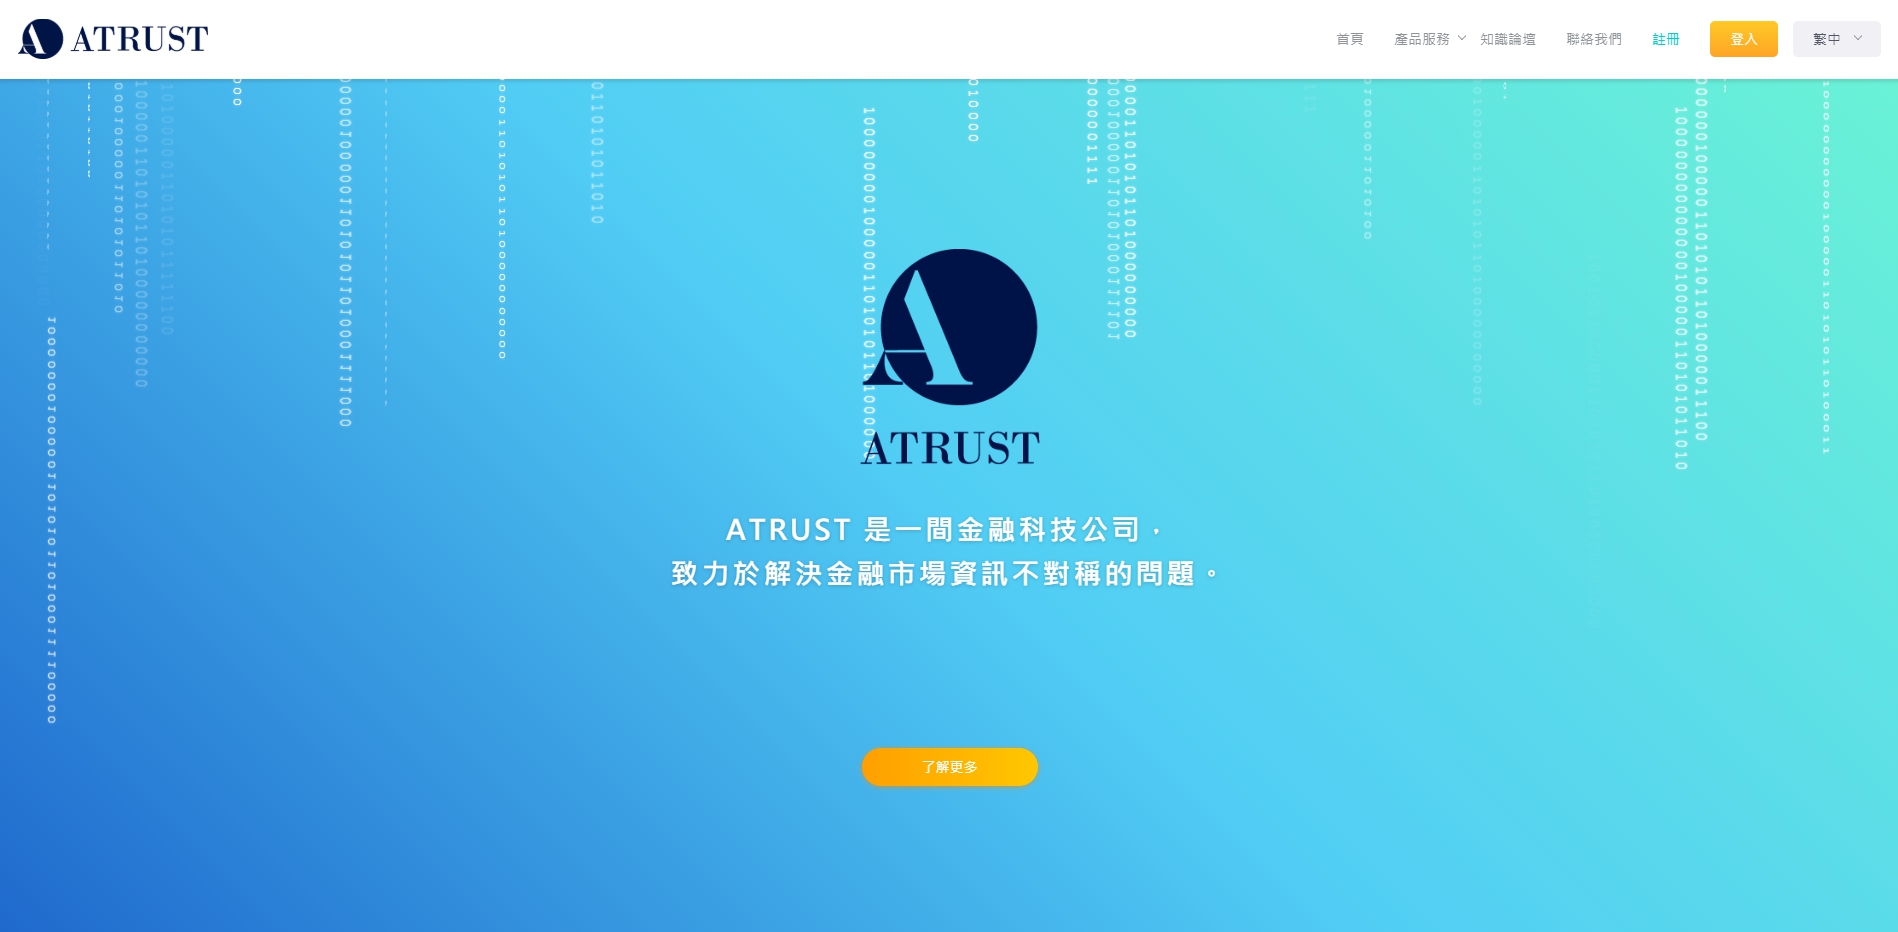 ATRUST
首頁
產品服務
知識論壇
聯絡我們
註冊
登入
繁中
ATRUST
ATRUST 是一間金融科技公司，
致力於解決金融市場資訊不對稱的問題。
了解更多